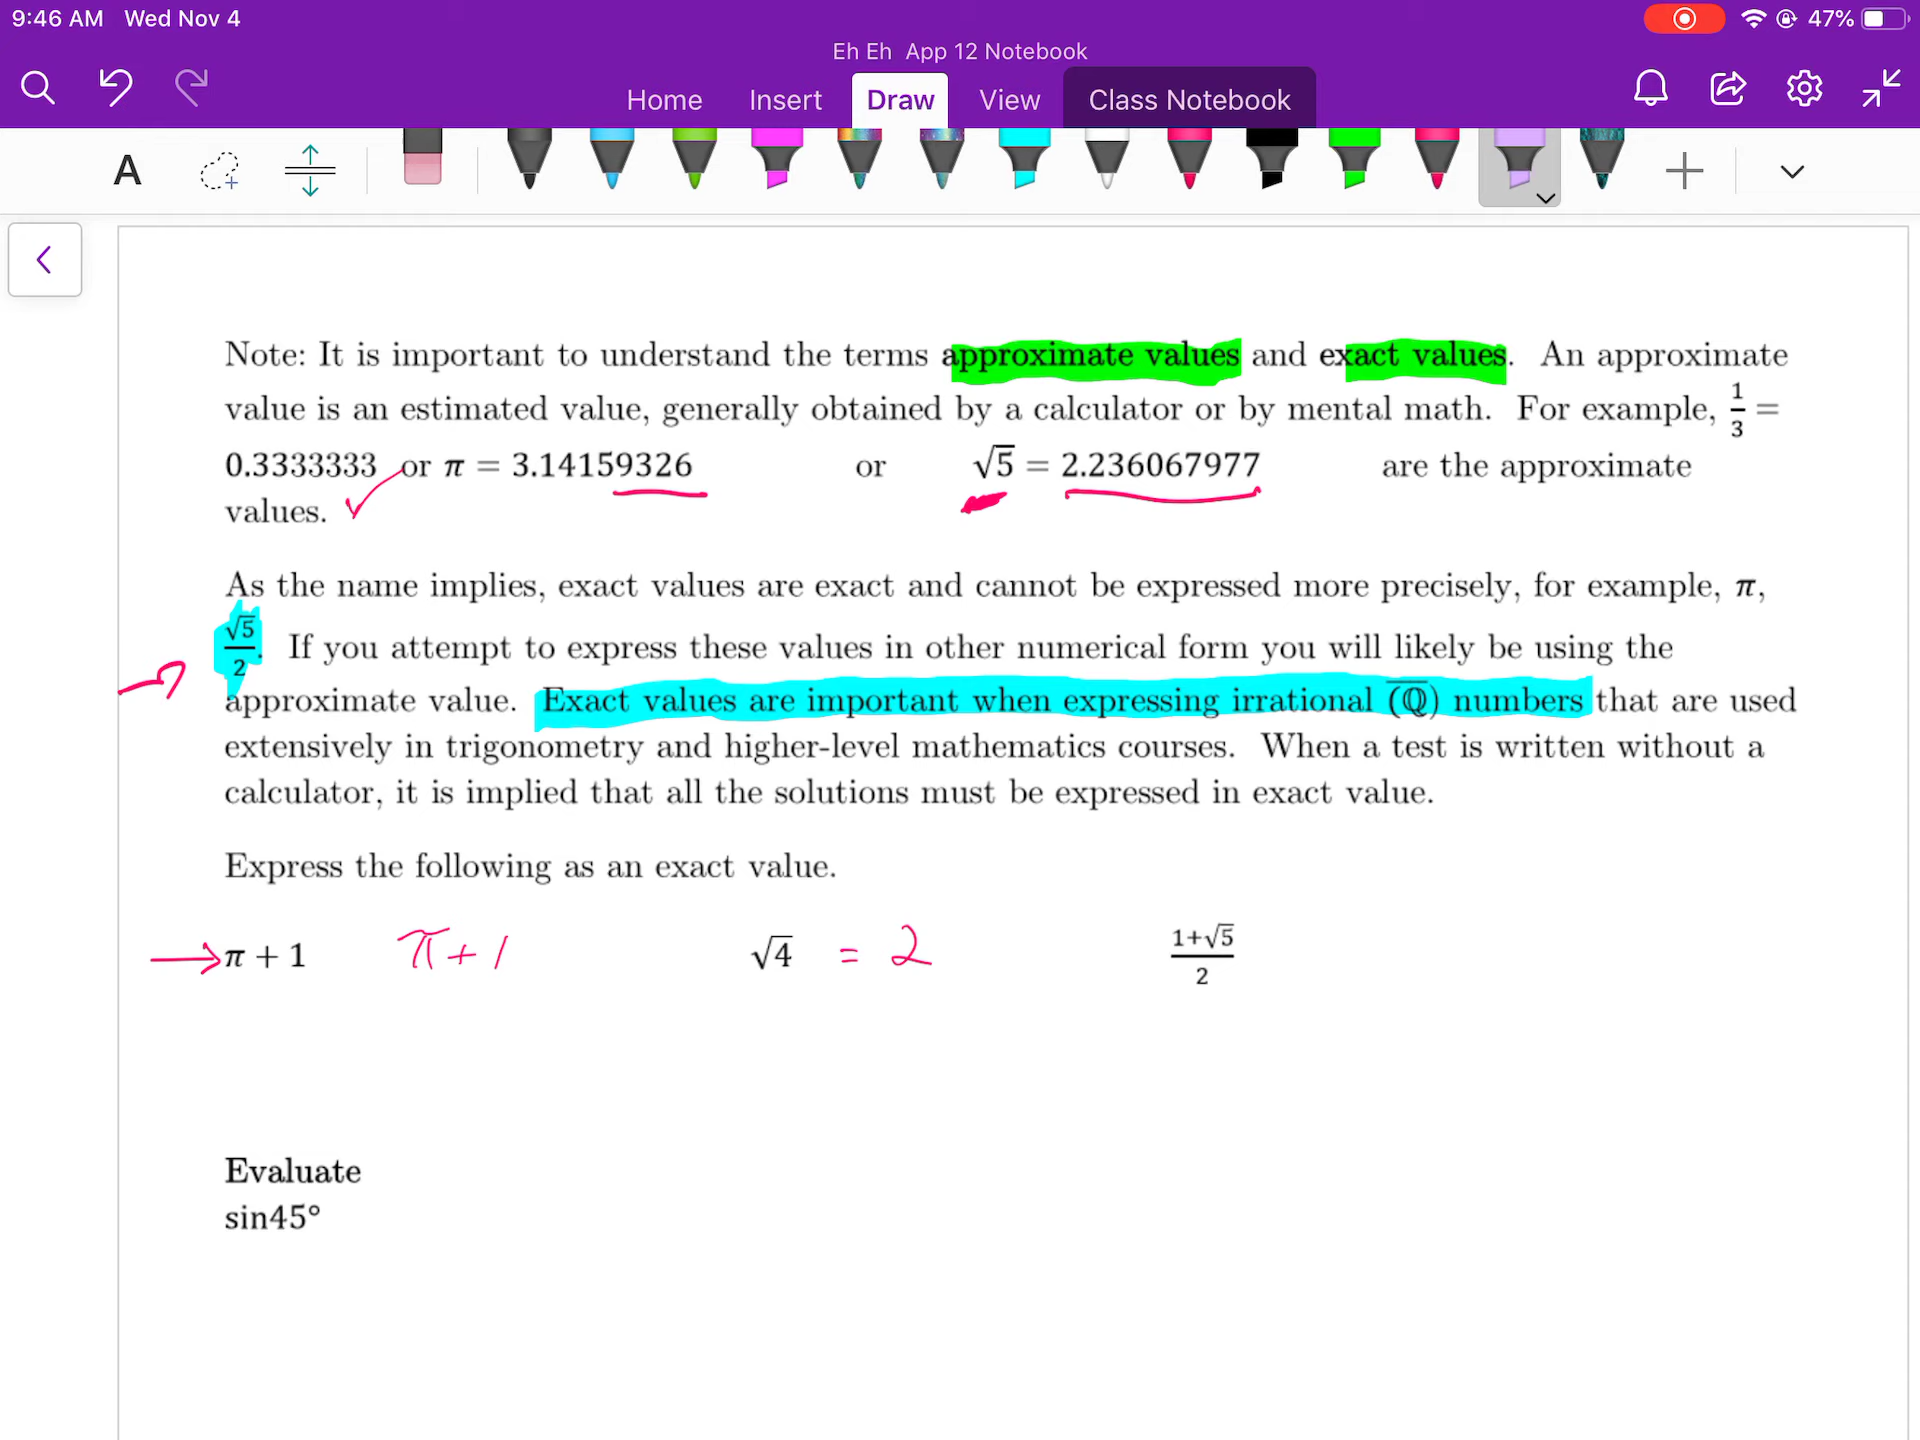 9:46 AM Wed Nov 4
47%
Eh Eh App 12 Notebook
Home Insert Draw View Class Notebook
A
Note: It is important to understand the terms approximate values and exact values. An approximate
value is an estimated value, generally obtained by a calculator or by mental math. For example, 1/3 =
0.3333333 or π = 3.14159326 or √5 = 2.236067977 are the approximate
values.
As the name implies, exact values are exact and cannot be expressed more precisely, for example, π,
√5/2. If you attempt to express these values in other numerical form you will likely be using the
approximate value. Exact values are important when expressing irrational (Q̅) numbers that are used
extensively in trigonometry and higher-level mathematics courses. When a test is written without a
calculator, it is implied that all the solutions must be expressed in exact value.
Express the following as an exact value.
→ π + 1 π + 1 √4 = 2 (1+√5)/2
Evaluate
sin45°